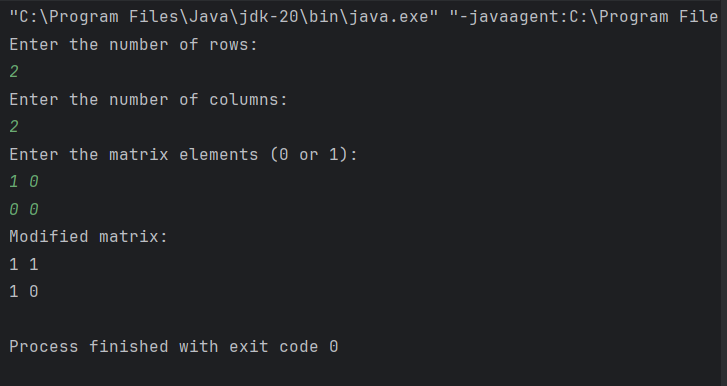 "C:\Program Files\Java\jdk-20\bin\java.exe" "-javaagent:C:\Program File
Enter the number of rows:
2
Enter the number of columns:
2
Enter the matrix elements (0 or 1):
1 0
0 0
Modified matrix:
1 1
1 0
Process finished with exit code 0